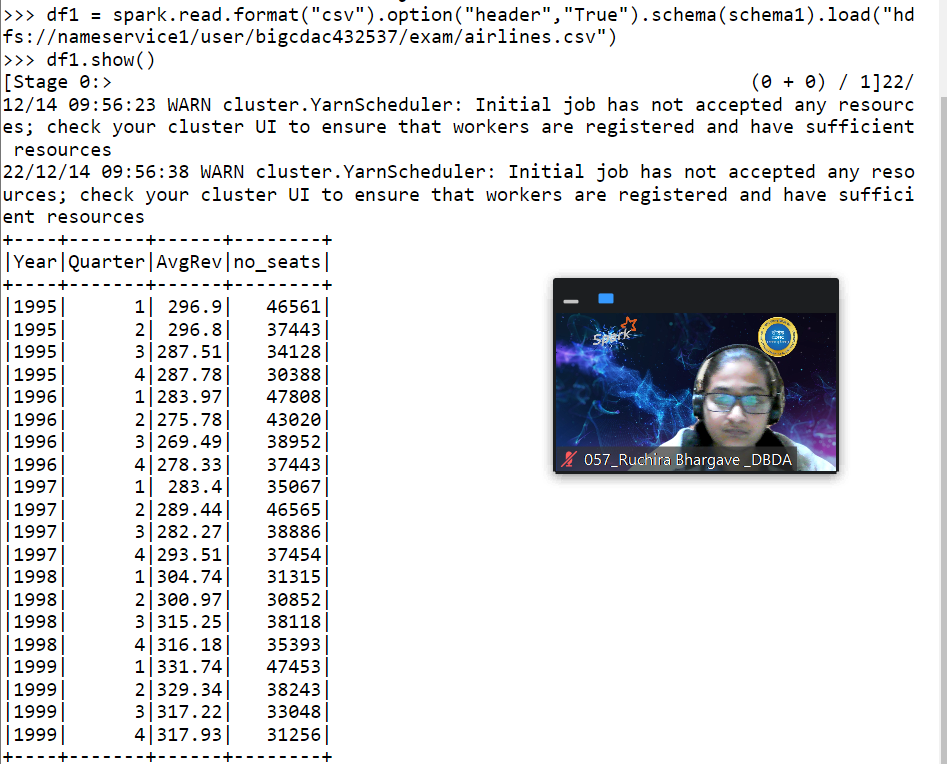 >>> df1 = spark.read.format("csv").option("header","True").schema(schema1).load("hd
fs://nameservice1/user/bigcdac432537/exam/airlines.csv")
>>> df1.show()
[Stage 0:>                                                          (0 + 0) / 1]22/
12/14 09:56:23 WARN cluster.YarnScheduler: Initial job has not accepted any resourc
es; check your cluster UI to ensure that workers are registered and have sufficient
 resources
22/12/14 09:56:38 WARN cluster.YarnScheduler: Initial job has not accepted any reso
urces; check your cluster UI to ensure that workers are registered and have suffici
ent resources
+----+-------+------+--------+
|Year|Quarter|AvgRev|no_seats|
+----+-------+------+--------+
|1995|      1| 296.9|   46561|
|1995|      2| 296.8|   37443|
|1995|      3|287.51|   34128|
|1995|      4|287.78|   30388|
|1996|      1|283.97|   47808|
|1996|      2|275.78|   43020|
|1996|      3|269.49|   38952|
|1996|      4|278.33|   37443|
|1997|      1| 283.4|   35067|
|1997|      2|289.44|   46565|
|1997|      3|282.27|   38886|
|1997|      4|293.51|   37454|
|1998|      1|304.74|   31315|
|1998|      2|300.97|   30852|
|1998|      3|315.25|   38118|
|1998|      4|316.18|   35393|
|1999|      1|331.74|   47453|
|1999|      2|329.34|   38243|
|1999|      3|317.22|   33048|
|1999|      4|317.93|   31256|
+----+-------+------+--------+
Spark
057_Ruchira Bhargave _DBDA